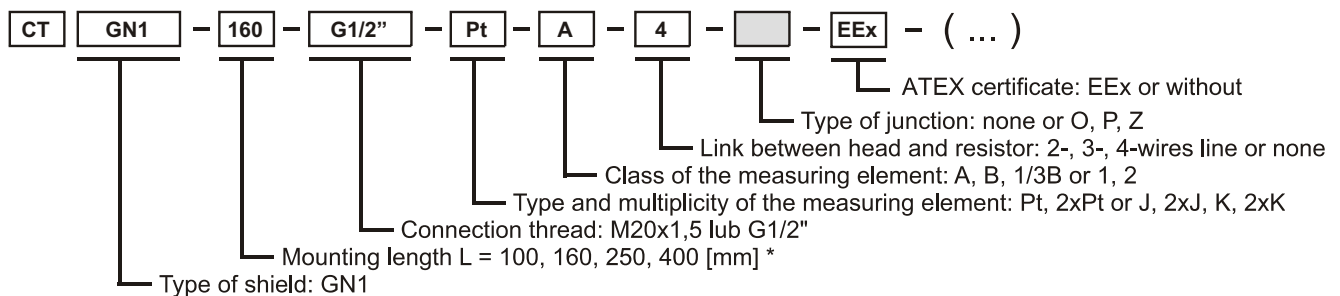 CT GN1 – 160 – G1/2” – Pt – A – 4 – – EEx – (...)
ATEX certificate: EEx or without
Type of junction: none or O, P, Z
Link between head and resistor: 2-, 3-, 4-wires line or none
Class of the measuring element: A, B, 1/3B or 1, 2
Type and multiplicity of the measuring element: Pt, 2xPt or J, 2xJ, K, 2xK
Connection thread: M20x1,5 lub G1/2"
Mounting length L = 100, 160, 250, 400 [mm] *
Type of shield: GN1